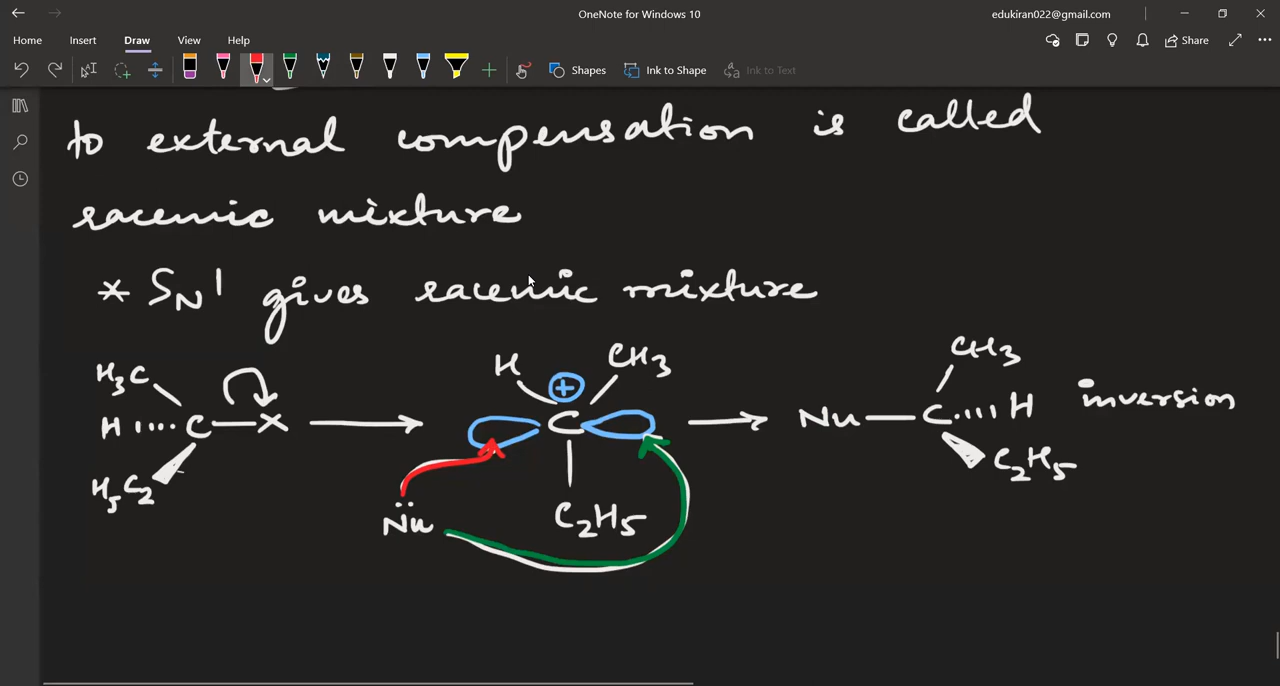 OneNote for Windows 10
edukiran022@gmail.com
Home Insert Draw View Help
Share
Shapes Ink to Shape Ink to Text
to external compensation is called
racemic mixture
* SN1 gives racemic mixture
H3C
H C X
H5C2
H CH3
+
C
C2H5
Nu
CH3
Nu C H inversion
C2H5